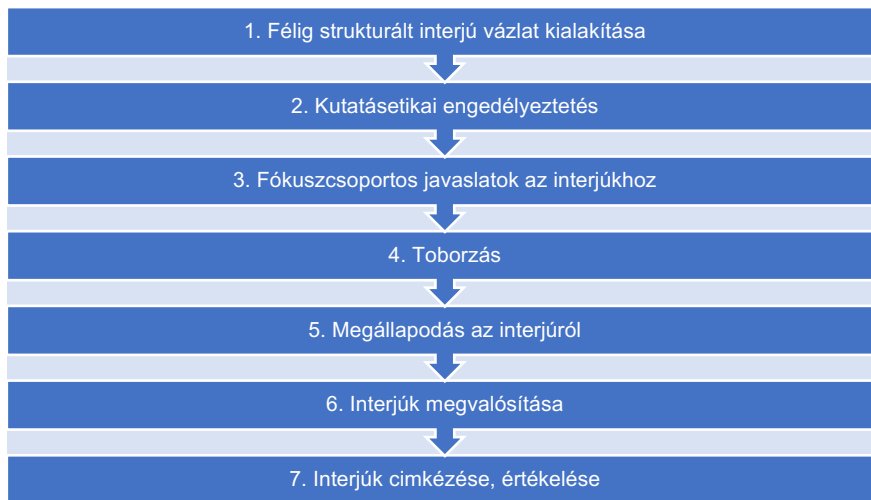 1. Félig strukturált interjú vázlat kialakítása
2. Kutatásetikai engedélyeztetés
3. Fókuszcsoportos javaslatok az interjúkhoz
4. Toborzás
5. Megállapodás az interjúról
6. Interjúk megvalósítása
7. Interjúk cimkézése, értékelése